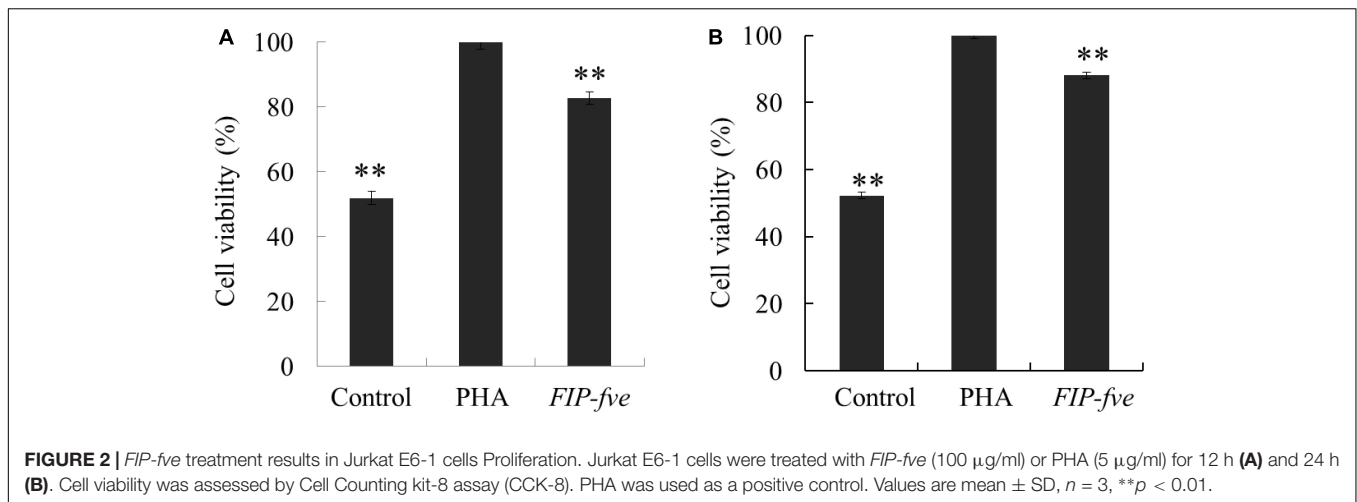 A
Cell viability (%)
100
80
60
40
20
0
**
**
Control PHA FIP-fve
B
Cell viability (%)
100
80
60
40
20
0
**
**
Control PHA FIP-fve
FIGURE 2 | FIP-fve treatment results in Jurkat E6-1 cells Proliferation. Jurkat E6-1 cells were treated with FIP-fve (100 μg/ml) or PHA (5 μg/ml) for 12 h (A) and 24 h
(B). Cell viability was assessed by Cell Counting kit-8 assay (CCK-8). PHA was used as a positive control. Values are mean ± SD, n = 3, **p < 0.01.